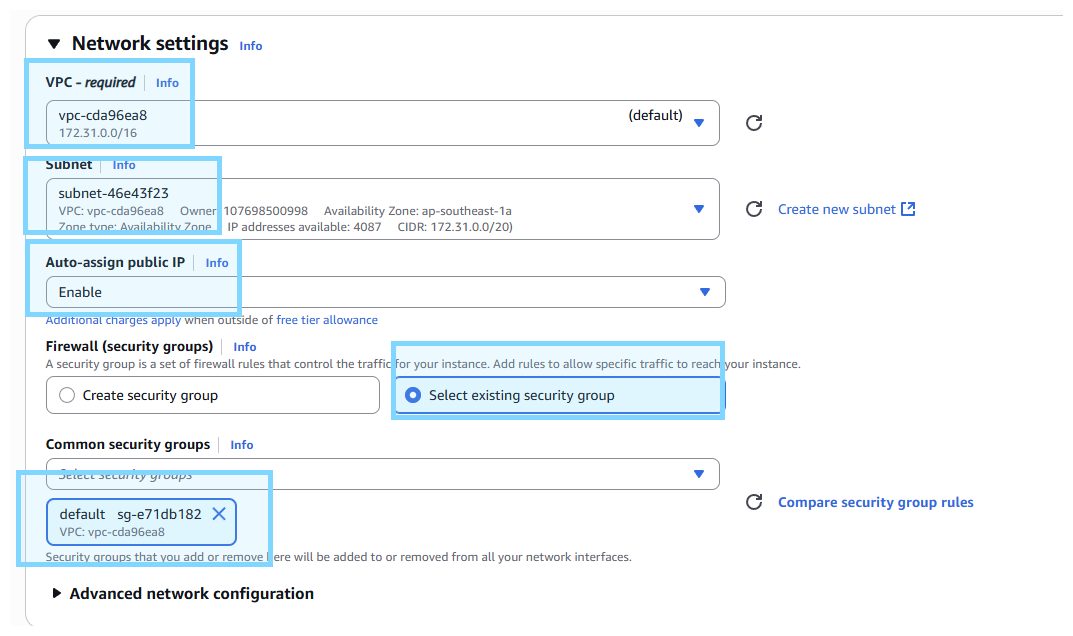 Network settings Info
VPC - required Info
vpc-cda96ea8 (default)
172.31.0.0/16
Subnet Info
subnet-46e43f23
VPC: vpc-cda96ea8 Owner: 107698500998 Availability Zone: ap-southeast-1a
Zone type: Availability Zone IP addresses available: 4087 CIDR: 172.31.0.0/20)
Create new subnet
Auto-assign public IP Info
Enable
Additional charges apply when outside of free tier allowance
Firewall (security groups) Info
A security group is a set of firewall rules that control the traffic for your instance. Add rules to allow specific traffic to reach your instance.
Create security group
Select existing security group
Common security groups Info
Select security groups
default sg-e71db182
VPC: vpc-cda96ea8
Compare security group rules
Security groups that you add or remove here will be added to or removed from all your network interfaces.
Advanced network configuration